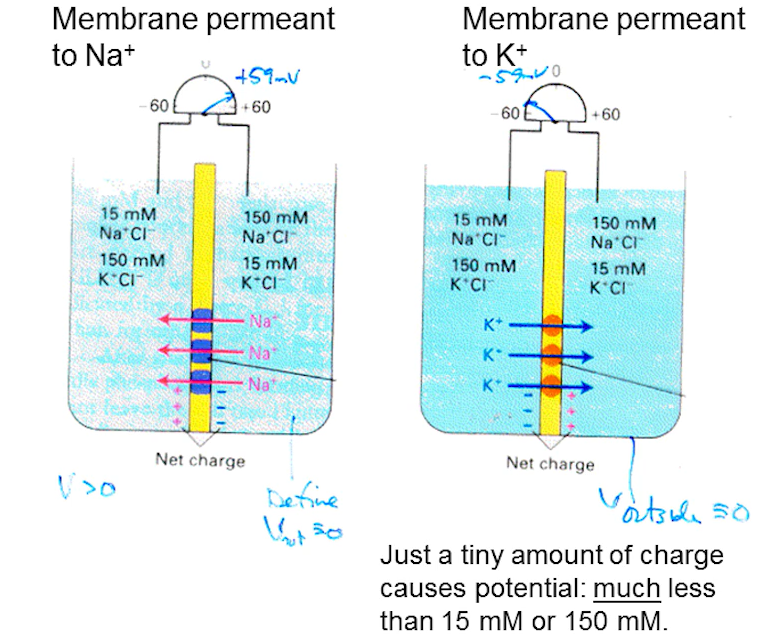 Membrane permeant
to Na⁺
0
+59mV
-60
+60
15 mM
Na⁺Cl⁻
150 mM
K⁺Cl⁻
150 mM
Na⁺Cl⁻
15 mM
K⁺Cl⁻
Na⁺
Na⁺
Na⁺
+
+
+
−
−
−
Net charge
V>0
Define
Vout ≡0
Membrane permeant
to K⁺
-59mV
0
-60
+60
15 mM
Na⁺Cl⁻
150 mM
K⁺Cl⁻
150 mM
Na⁺Cl⁻
15 mM
K⁺Cl⁻
K⁺
K⁺
K⁺
−
−
−
+
+
+
Net charge
Voutside ≡0
Just a tiny amount of charge
causes potential: much less
than 15 mM or 150 mM.